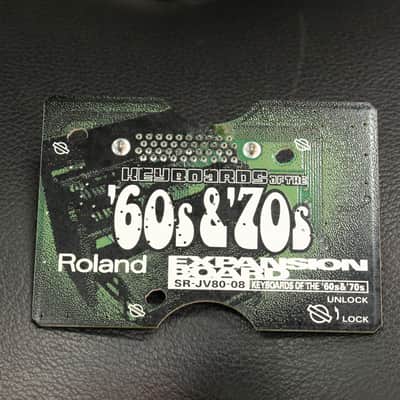 KEYBOARDS OF THE
'60s & '70s
Roland EXPANSION BOARD
SR-JV80-08 KEYBOARDS OF THE '60s & '70s
UNLOCK
LOCK